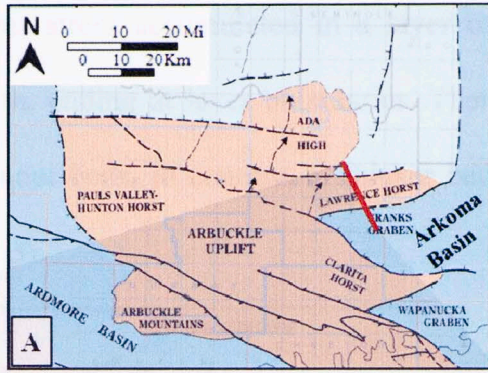 N
0 10 20 Mi
0 10 20 Km
ADA
HIGH
PAULS VALLEY-
HUNTON HORST
LAWRENCE HORST
FRANKS
GRABEN
ARBUCKLE
UPLIFT
Arkoma
Basin
CLARITA
HORST
ARDMORE BASIN
ARBUCKLE
MOUNTAINS
WAPANUCKA
GRABEN
A